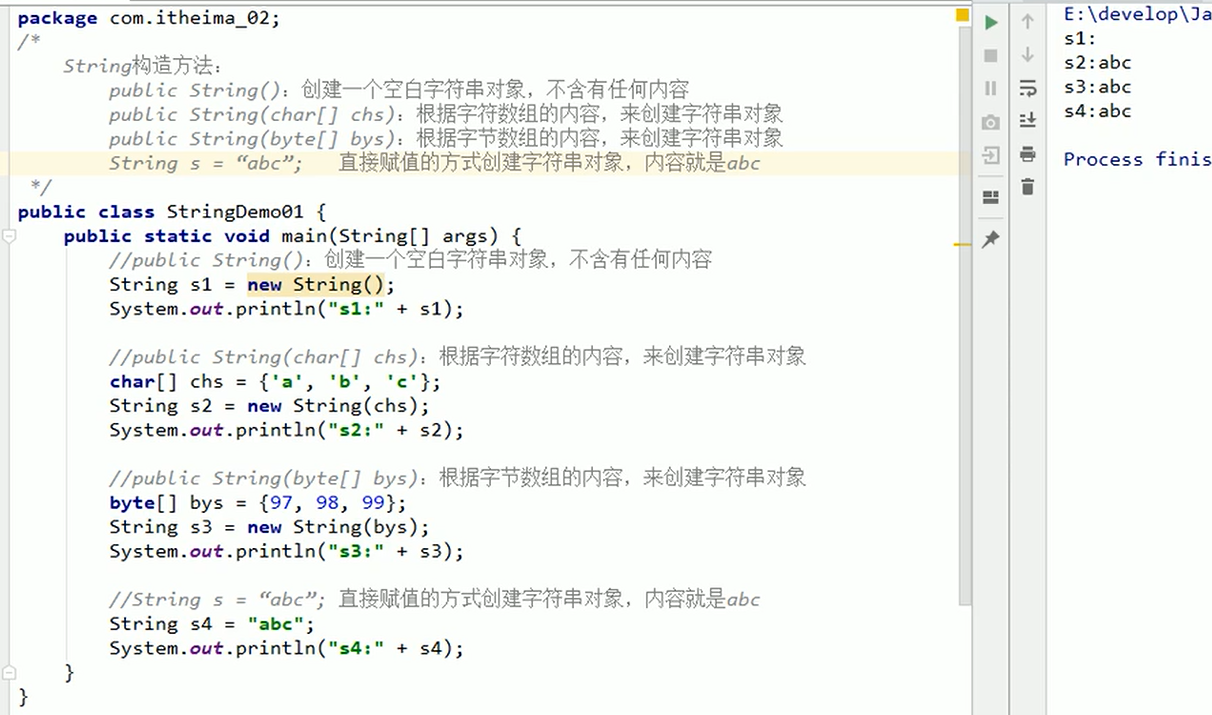 package com.itheima_02;
/*
    String构造方法：
        public String()：创建一个空白字符串对象，不含有任何内容
        public String(char[] chs)：根据字符数组的内容，来创建字符串对象
        public String(byte[] bys)：根据字节数组的内容，来创建字符串对象
        String s = “abc”;   直接赋值的方式创建字符串对象，内容就是abc
 */
public class StringDemo01 {
    public static void main(String[] args) {
        //public String()：创建一个空白字符串对象，不含有任何内容
        String s1 = new String();
        System.out.println("s1:" + s1);

        //public String(char[] chs)：根据字符数组的内容，来创建字符串对象
        char[] chs = {'a', 'b', 'c'};
        String s2 = new String(chs);
        System.out.println("s2:" + s2);

        //public String(byte[] bys)：根据字节数组的内容，来创建字符串对象
        byte[] bys = {97, 98, 99};
        String s3 = new String(bys);
        System.out.println("s3:" + s3);

        //String s = “abc”; 直接赋值的方式创建字符串对象，内容就是abc
        String s4 = "abc";
        System.out.println("s4:" + s4);
    }
}
E:\develop\Ja
s1:
s2:abc
s3:abc
s4:abc

Process finis